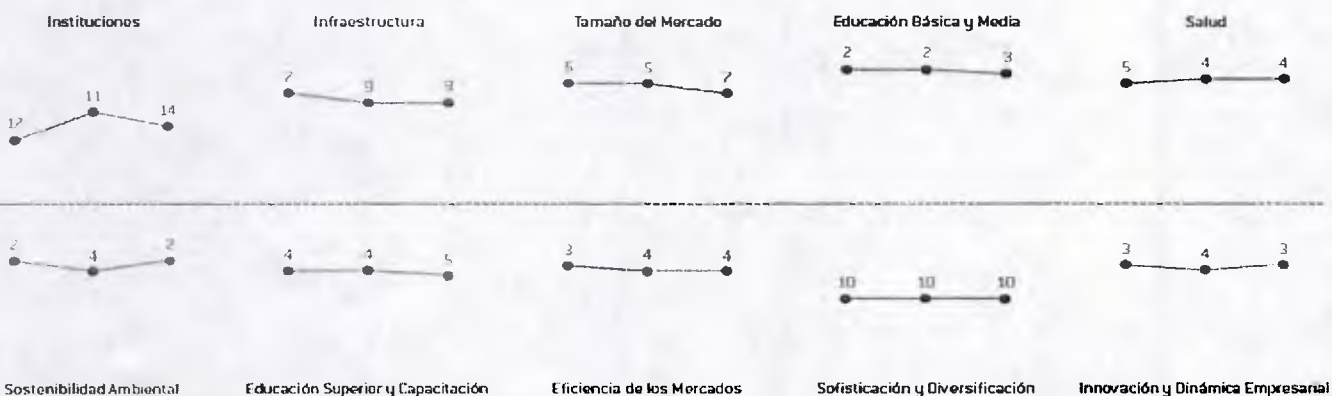 Instituciones
17 11 14
Infraestructura
7 9 9
Tamaño del Mercado
5 5 7
Educación Básica y Media
2 2 3
Salud
5 4 4
2 4 2
Sostenibilidad Ambiental
4 4 5
Educación Superior y Capacitación
3 4 4
Eficiencia de los Mercados
10 10 10
Sofisticación y Diversificación
3 4 3
Innovación y Dinámica Empresarial